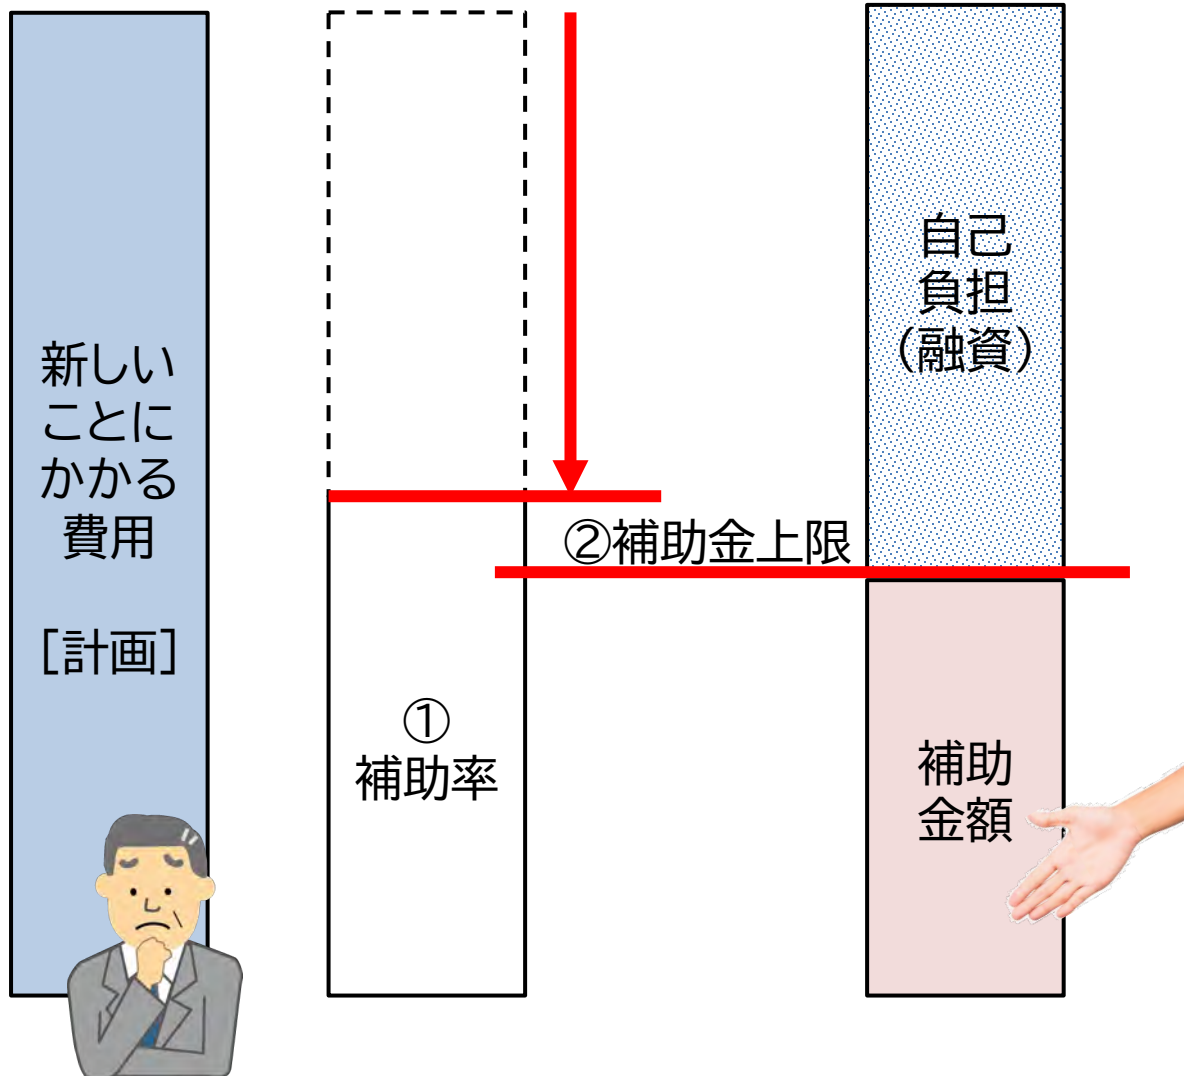 新しい
ことに
かかる
費用
［計画］
①
補助率
②補助金上限
自己
負担
（融資）
補助
金額